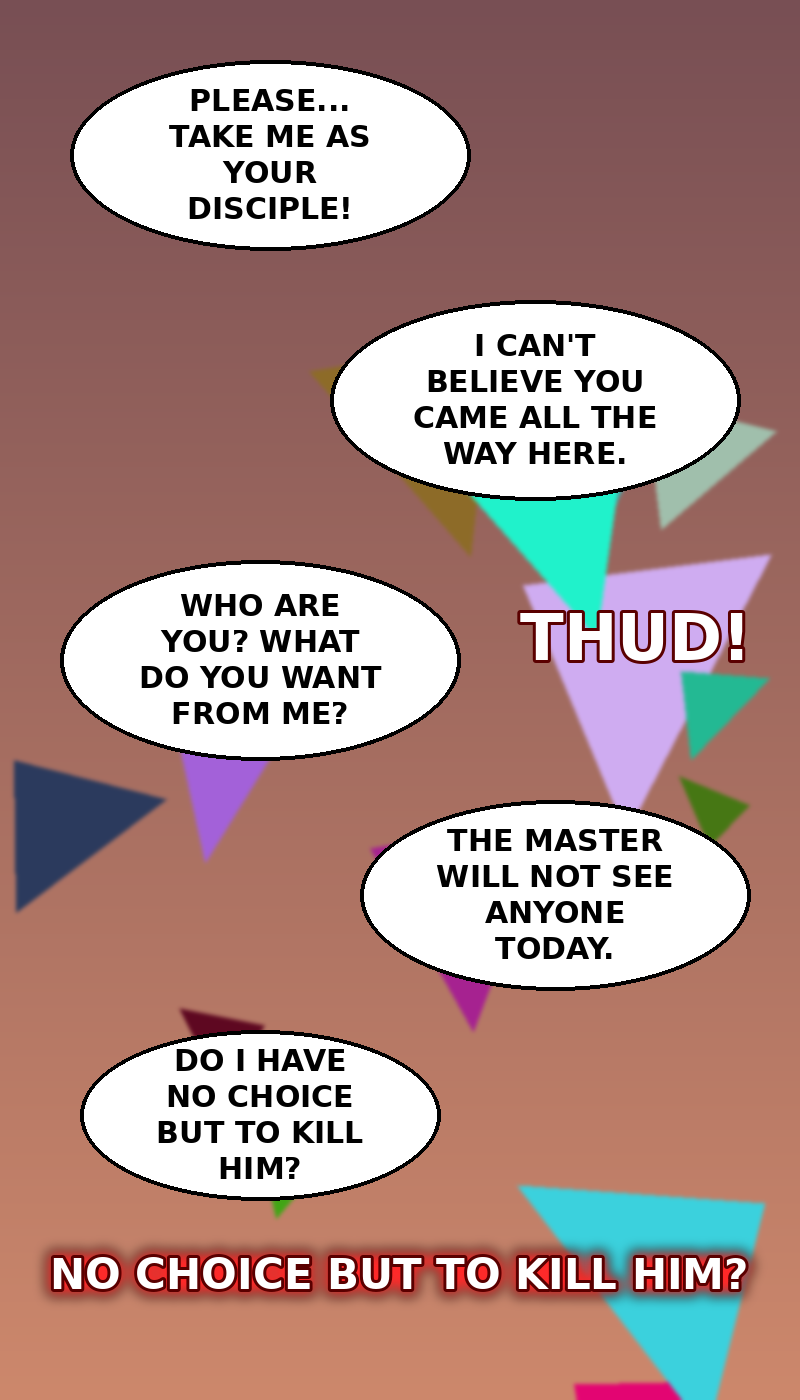 PLEASE...
TAKE ME AS
YOUR
DISCIPLE!
I CAN'T
BELIEVE YOU
CAME ALL THE
WAY HERE.
WHO ARE
YOU? WHAT
DO YOU WANT
FROM ME?
THUD!
THE MASTER
WILL NOT SEE
ANYONE
TODAY.
DO I HAVE
NO CHOICE
BUT TO KILL
HIM?
NO CHOICE BUT TO KILL HIM?